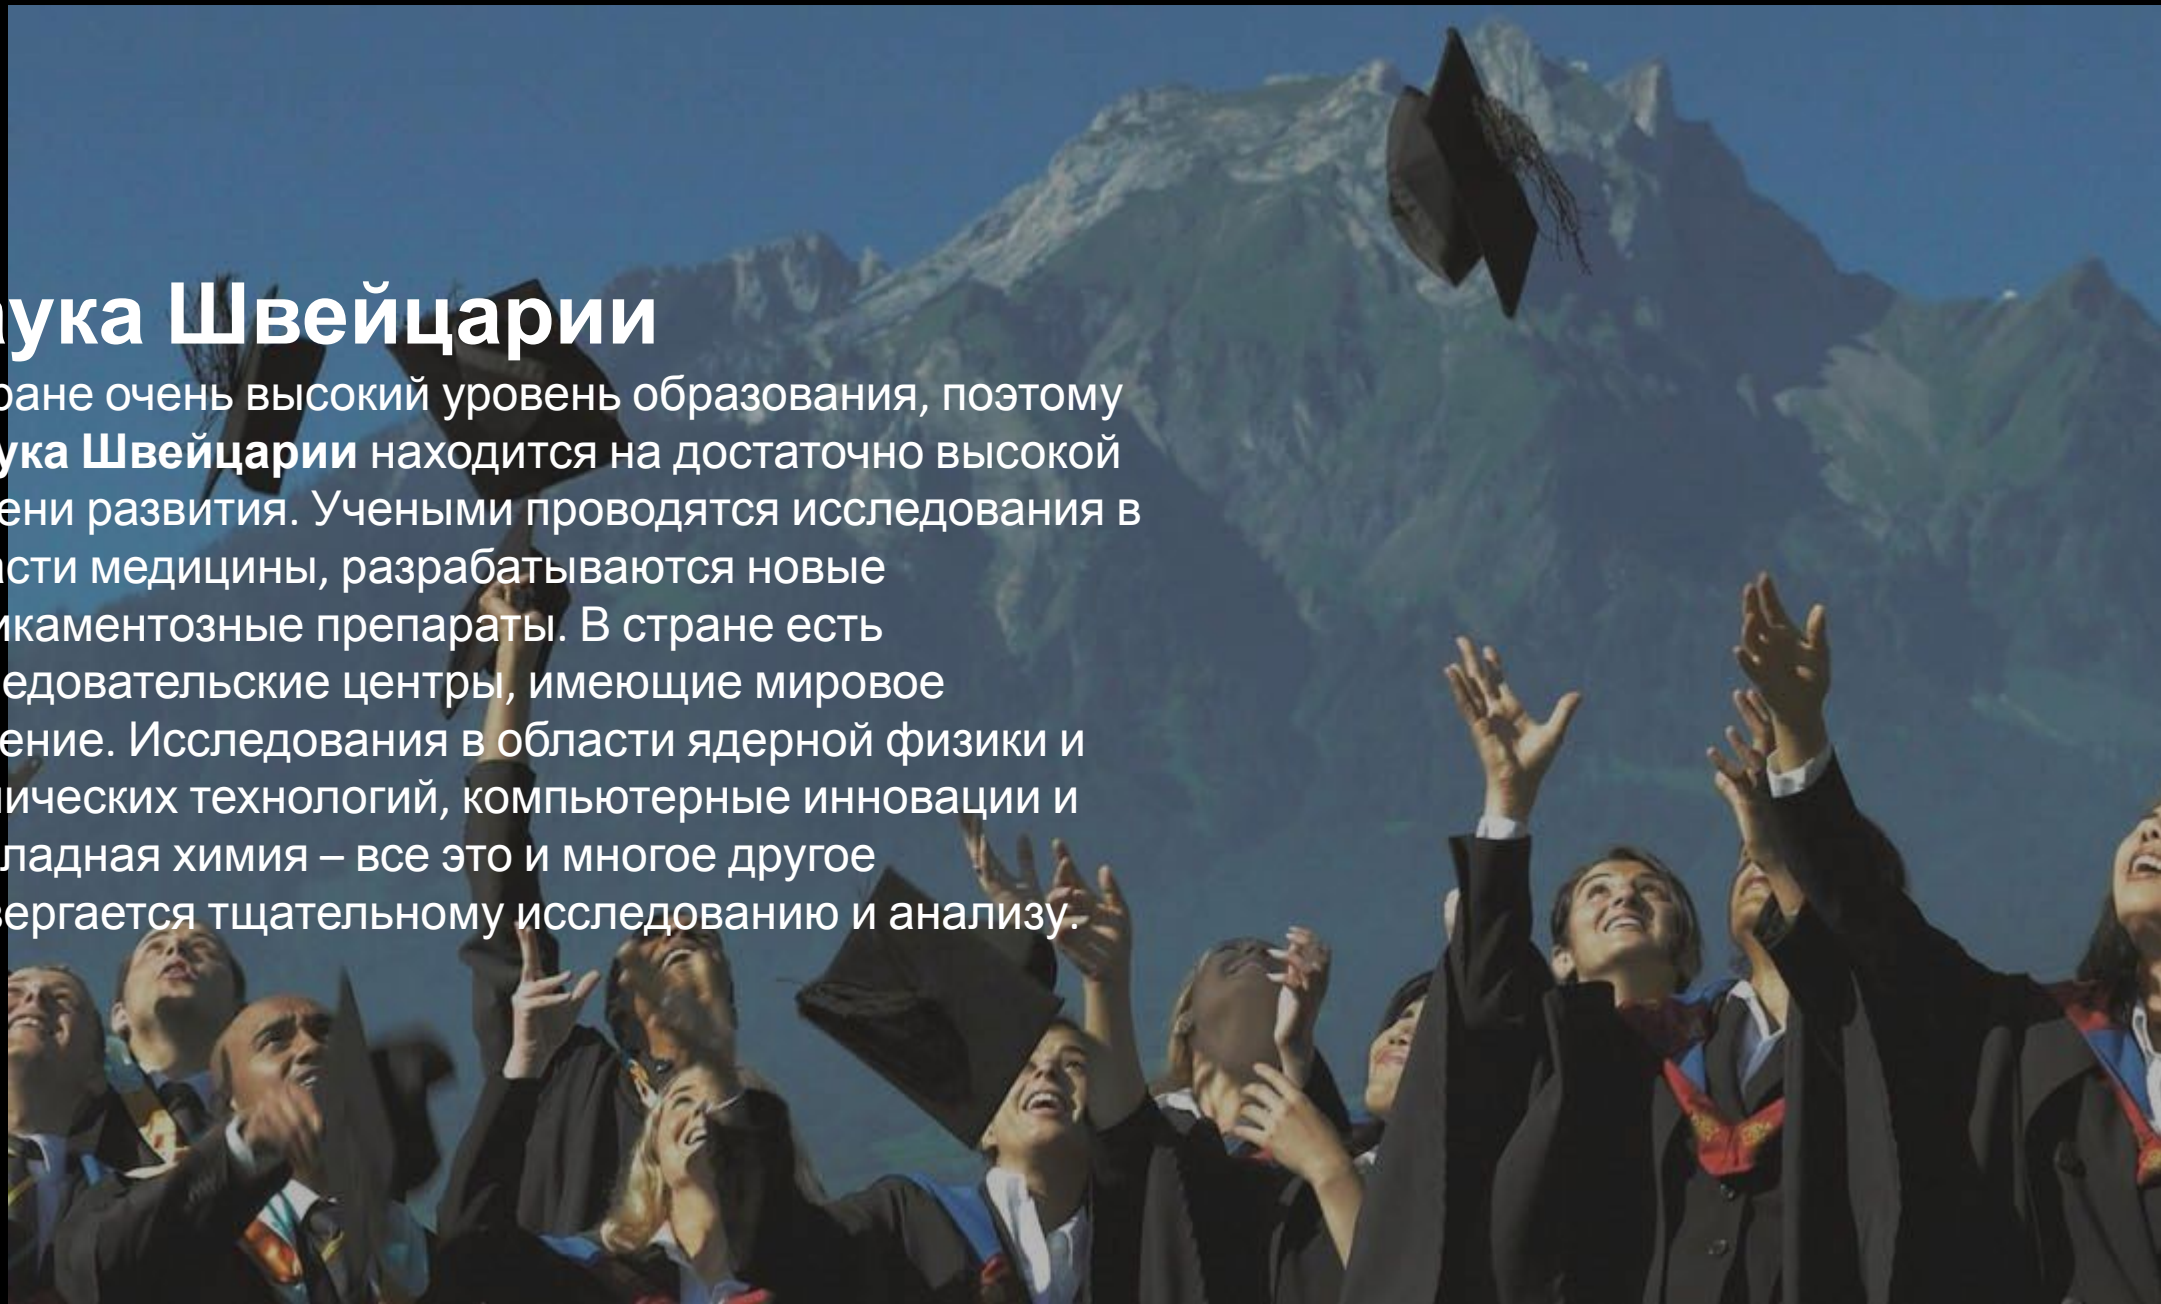 ука Швейцарии
ране очень высокий уровень образования, поэтому
ука Швейцарии находится на достаточно высокой
ени развития. Учеными проводятся исследования в
сти медицины, разрабатываются новые
икаментозные препараты. В стране есть
едовательские центры, имеющие мировое
ение. Исследования в области ядерной физики и
ических технологий, компьютерные инновации и
ладная химия – все это и многое другое
вергается тщательному исследованию и анализу.